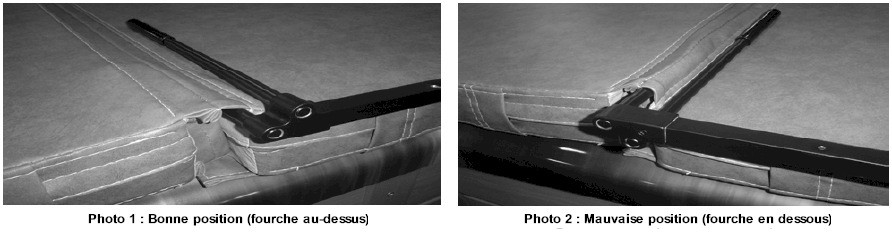 Photo 1 : Bonne position (fourche au-dessus)
Photo 2 : Mauvaise position (fourche en dessous)